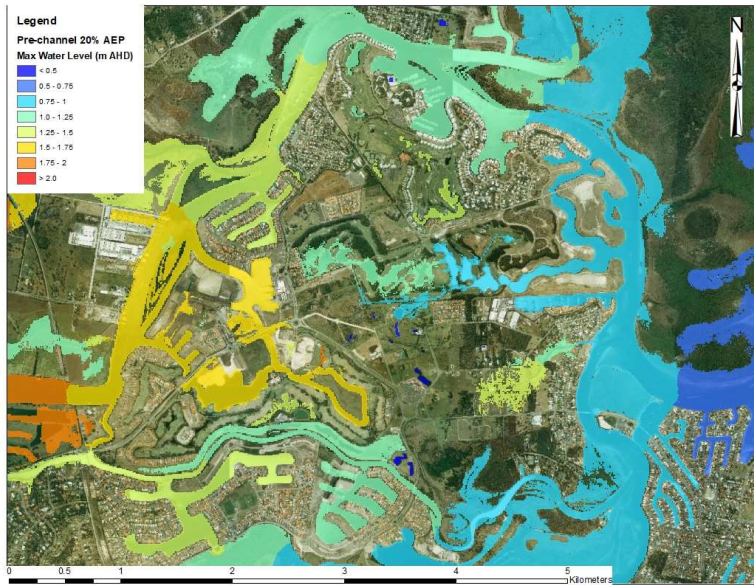 Legend
Pre-channel 20% AEP
Max Water Level (m AHD)
< 0.5
0.5 - 0.75
0.75 - 1
1.0 - 1.25
1.25 - 1.5
1.5 - 1.75
1.75 - 2
> 2.0
N
0 0.5 1 2 3 4 5
Kilometers